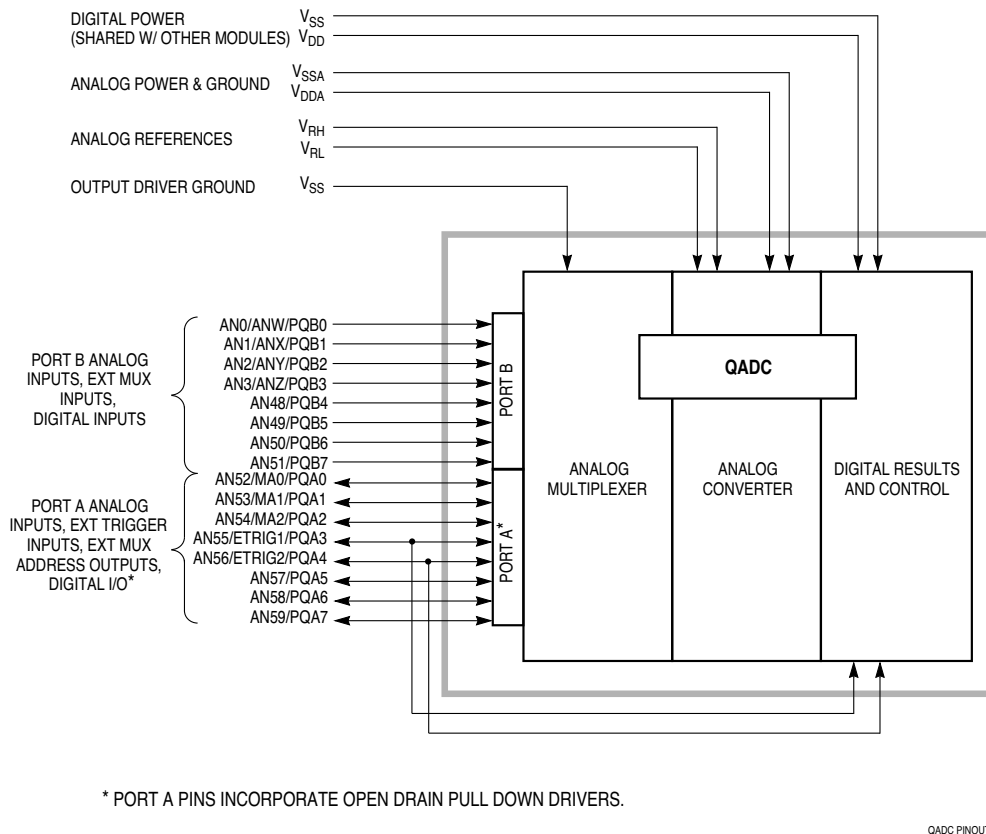 DIGITAL POWER
(SHARED W/ OTHER MODULES)
VSS
VDD
ANALOG POWER & GROUND
VSSA
VDDA
ANALOG REFERENCES
VRH
VRL
OUTPUT DRIVER GROUND
VSS
PORT B ANALOG
INPUTS, EXT MUX
INPUTS,
DIGITAL INPUTS
AN0/ANW/PQB0
AN1/ANX/PQB1
AN2/ANY/PQB2
AN3/ANZ/PQB3
AN48/PQB4
AN49/PQB5
AN50/PQB6
AN51/PQB7
PORT A ANALOG
INPUTS, EXT TRIGGER
INPUTS, EXT MUX
ADDRESS OUTPUTS,
DIGITAL I/O*
AN52/MA0/PQA0
AN53/MA1/PQA1
AN54/MA2/PQA2
AN55/ETRIG1/PQA3
AN56/ETRIG2/PQA4
AN57/PQA5
AN58/PQA6
AN59/PQA7
PORT B
PORT A*
QADC
ANALOG
MULTIPLEXER
ANALOG
CONVERTER
DIGITAL RESULTS
AND CONTROL
* PORT A PINS INCORPORATE OPEN DRAIN PULL DOWN DRIVERS.
QADC PINOUT